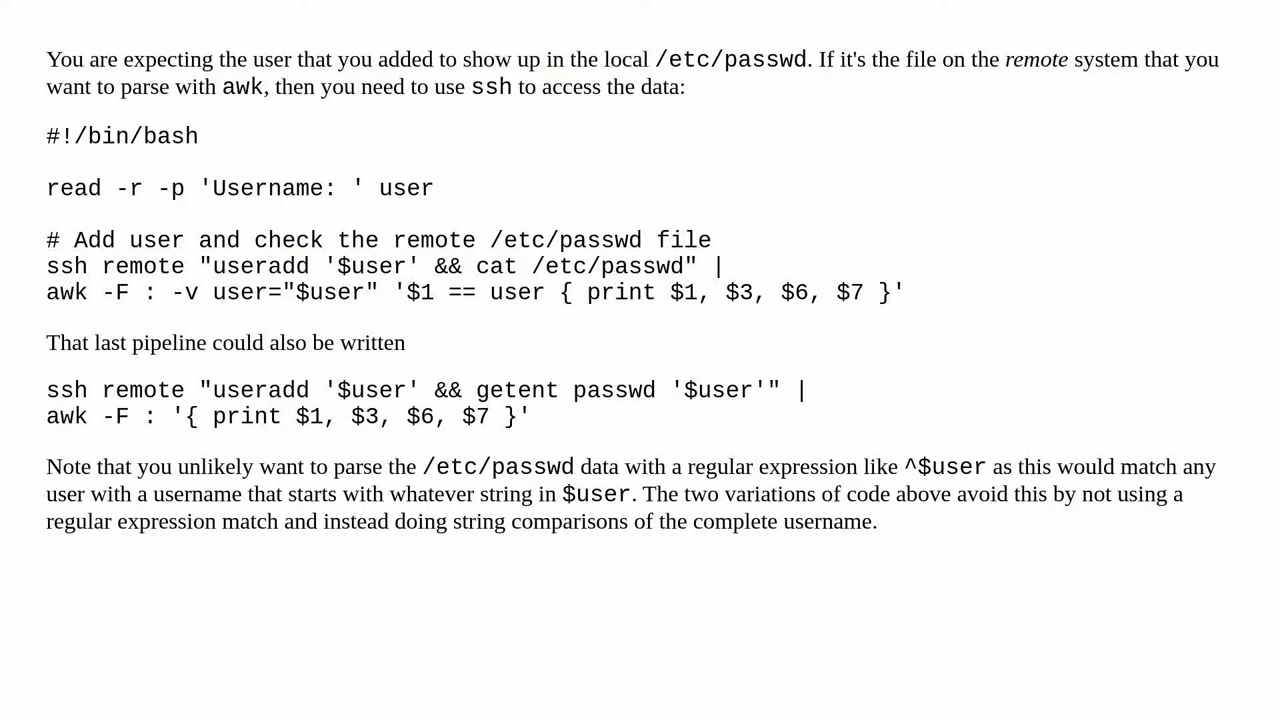 You are expecting the user that you added to show up in the local /etc/passwd. If it's the file on the remote system that you
want to parse with awk, then you need to use ssh to access the data:
#!/bin/bash
read -r -p 'Username: ' user
# Add user and check the remote /etc/passwd file
ssh remote "useradd '$user' && cat /etc/passwd" |
awk -F : -v user="$user" '$1 == user { print $1, $3, $6, $7 }'
That last pipeline could also be written
ssh remote "useradd '$user' && getent passwd '$user'" |
awk -F : '{ print $1, $3, $6, $7 }'
Note that you unlikely want to parse the /etc/passwd data with a regular expression like ^$user as this would match any
user with a username that starts with whatever string in $user. The two variations of code above avoid this by not using a
regular expression match and instead doing string comparisons of the complete username.